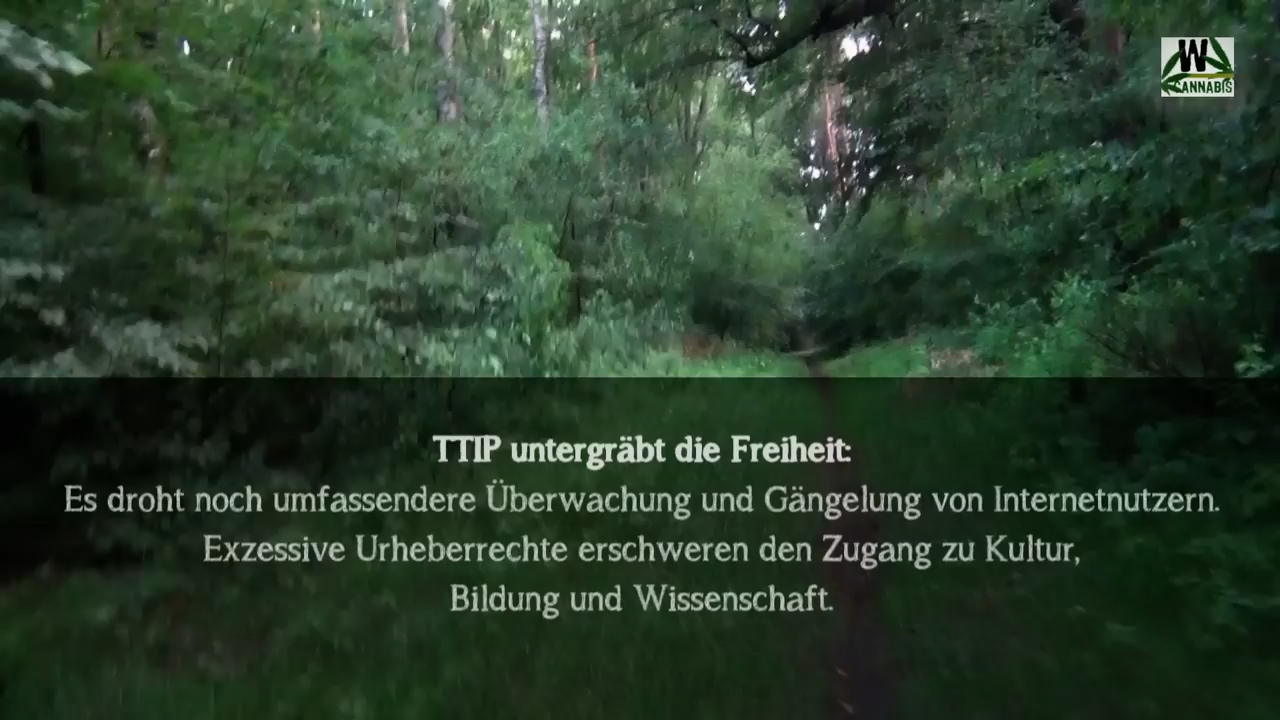 W
CANNABIS
TTIP untergräbt die Freiheit:
Es droht noch umfassendere Überwachung und Gängelung von Internetnutzern.
Exzessive Urheberrechte erschweren den Zugang zu Kultur,
Bildung und Wissenschaft.